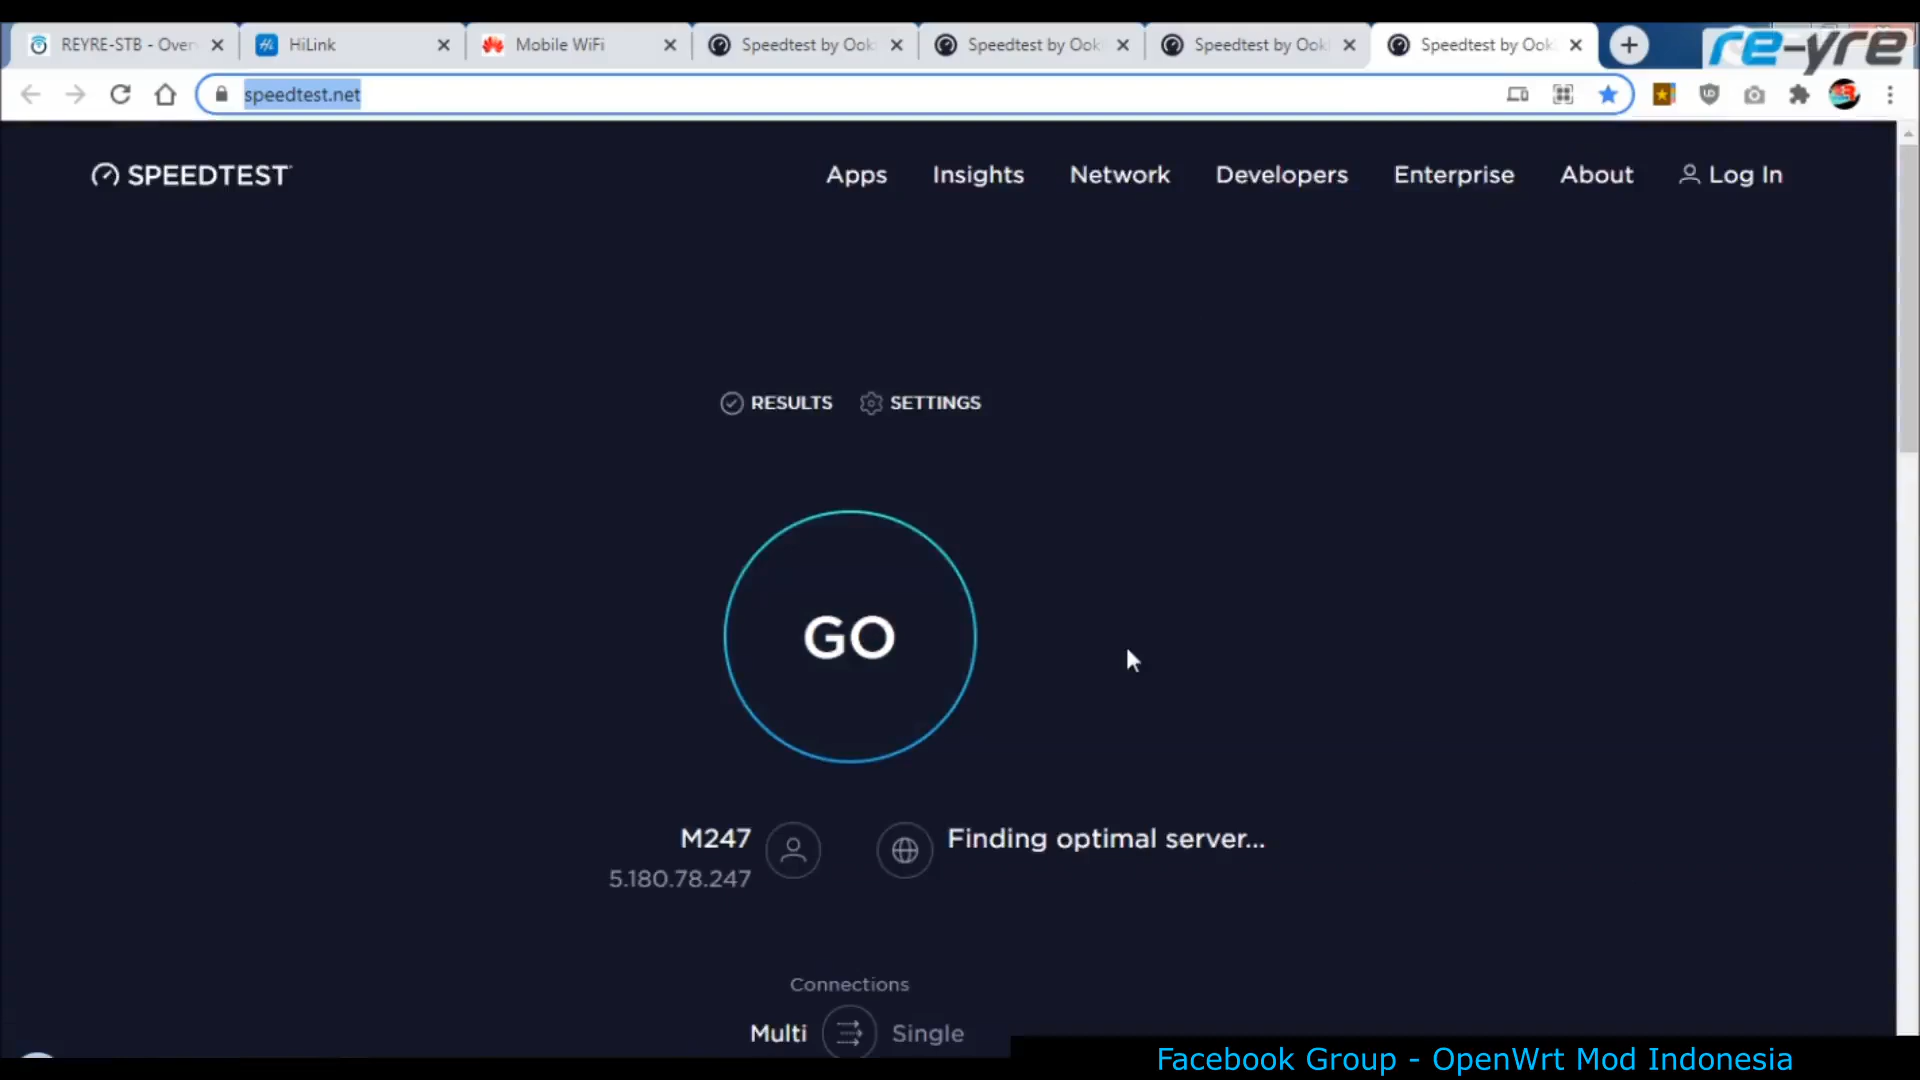 REYRE-STB - Over
HiLink
Mobile WiFi
Speedtest by Ook
Speedtest by Ook
Speedtest by Ook
Speedtest by Ook
re-yre
speedtest.net
SPEEDTEST
Apps Insights Network Developers Enterprise About Log In
RESULTS SETTINGS
GO
M247
5.180.78.247
Finding optimal server...
Connections
Multi Single
Facebook Group - OpenWrt Mod Indonesia